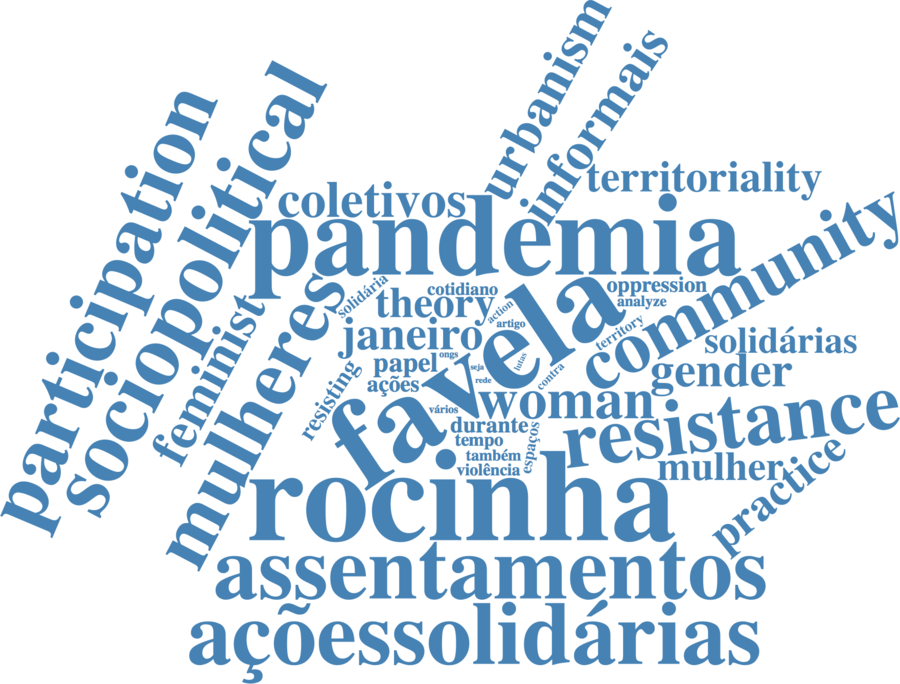 urbanism
informais
participation
sociopolitical
territoriality
coletivos
pandemia
community
feminist
mulheres
solidária
cotidiano
oppression
theory
analyze
action
artigo
territory
janeiro
favela
solidárias
papel
ongs
seja
lutas
gender
ações
rede
contra
resisting
woman
vários
resistance
durante
tempo
espaços
também
mulher
violência
practice
rocinha
assentamentos
açõessolidárias